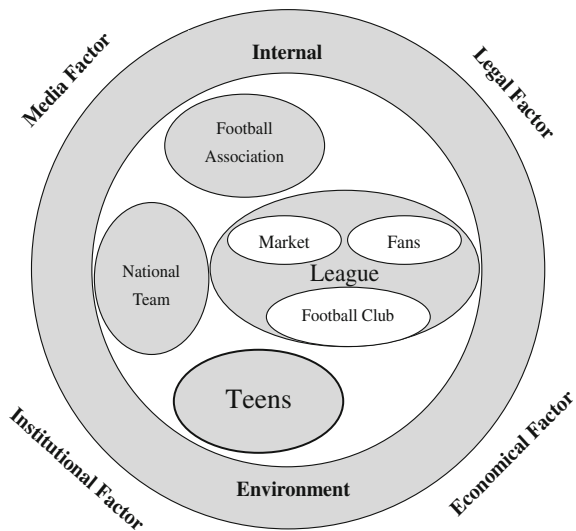 Media Factor
Internal
Legal Factor
Football
Association
Market
Fans
National
Team
League
Football Club
Teens
Environment
Institutional Factor
Economical Factor